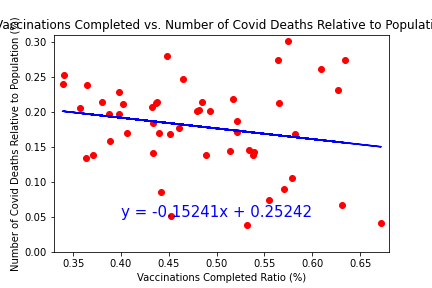 Vaccinations Completed vs. Number of Covid Deaths Relative to
Number of Covid Deaths Relative to Population (%)
0.30
0.25
0.20
0.15
0.10
0.05
0.00
y = -0.15241x + 0.25242
0.35 0.40 0.45 0.50 0.55 0.60 0.65
Vaccinations Completed Ratio (%)